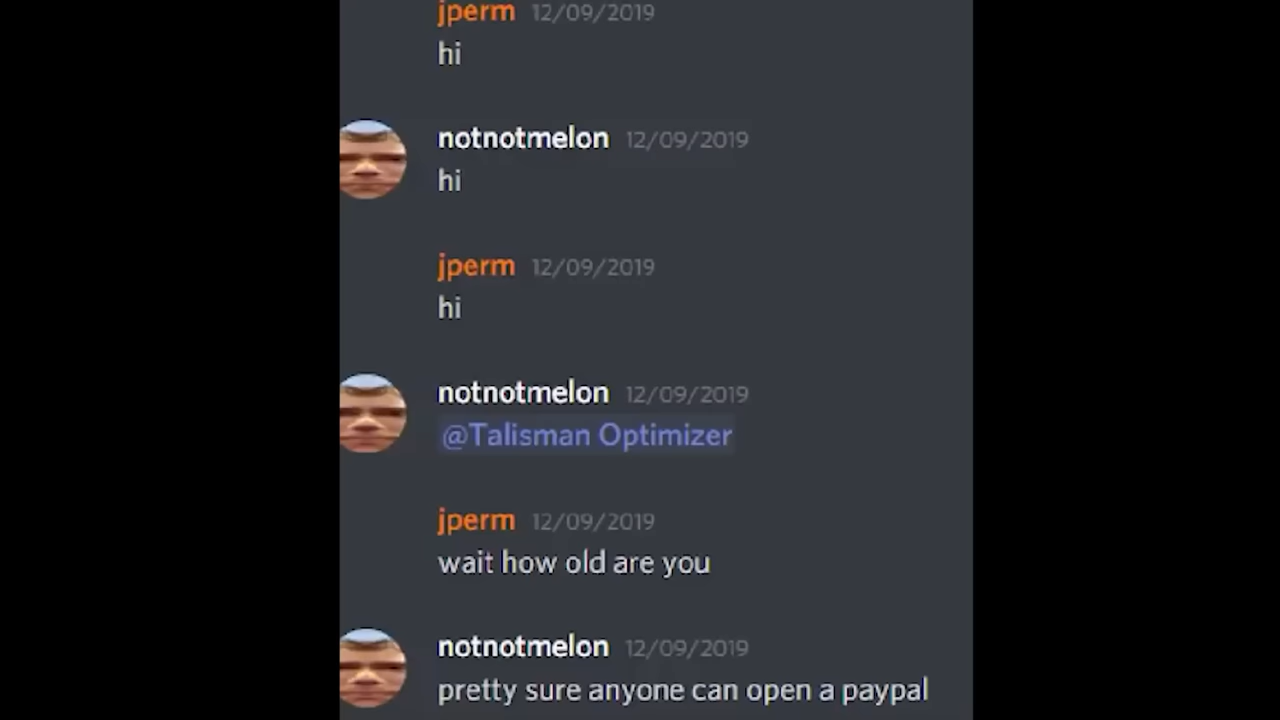 jperm 12/09/2019
hi
notnotmelon 12/09/2019
hi
jperm 12/09/2019
hi
notnotmelon 12/09/2019
@Talisman Optimizer
jperm 12/09/2019
wait how old are you
notnotmelon 12/09/2019
pretty sure anyone can open a paypal